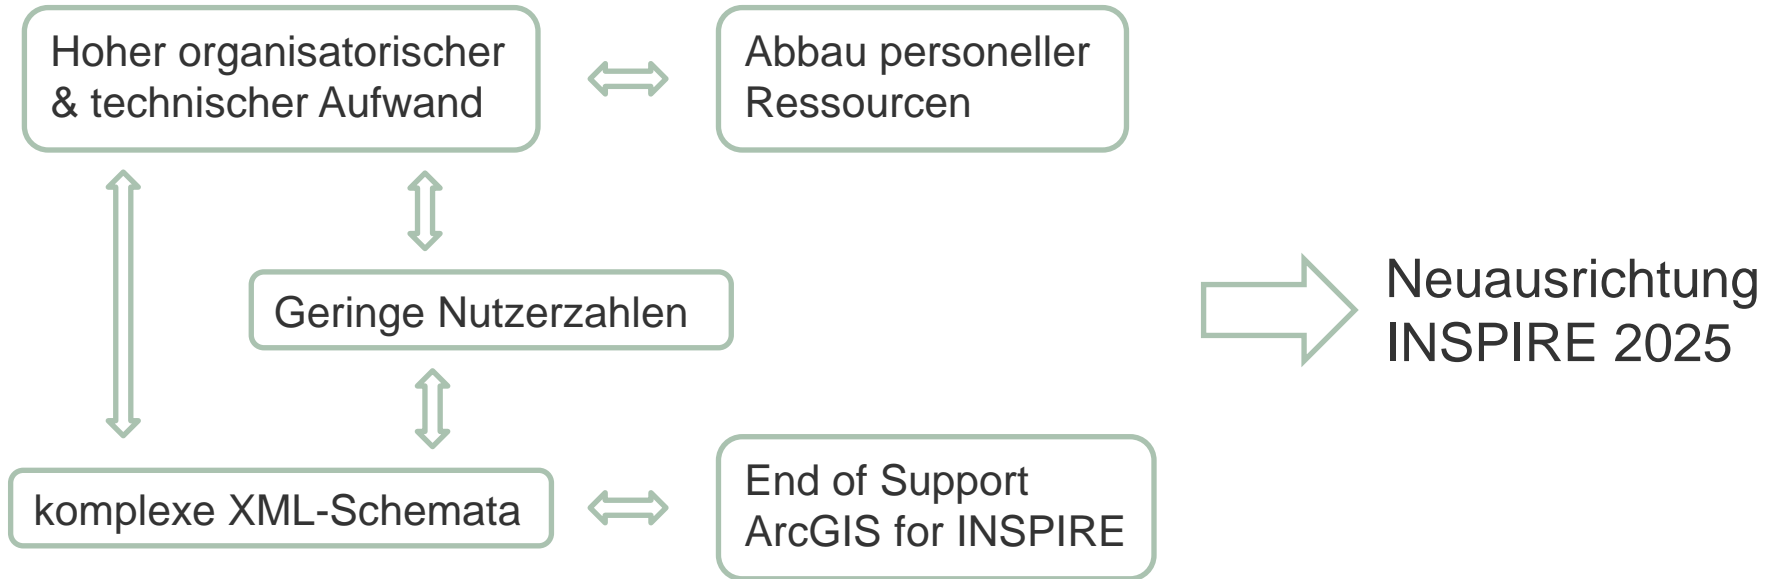 Hoher organisatorischer
& technischer Aufwand
Abbau personeller
Ressourcen
Geringe Nutzerzahlen
Neuausrichtung
INSPIRE 2025
komplexe XML-Schemata
End of Support
ArcGIS for INSPIRE